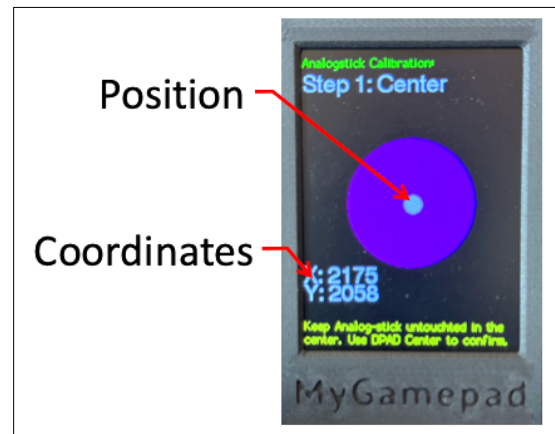 Analogstick Calibration:
Step 1: Center
Position
Coordinates
X: 2175
Y: 2058
Keep Analog-stick untouchted in the
center. Use DPAD Center to confirm.
MyGamepad